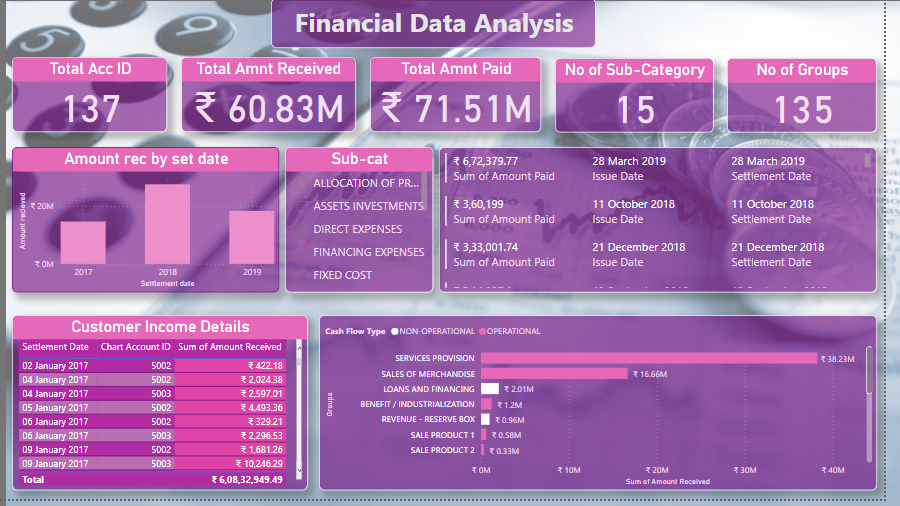 Financial Data Analysis
Total Acc ID
137
Total Amnt Received
₹ 60.83M
Total Amnt Paid
₹ 71.51M
No of Sub-Category
15
No of Groups
135
Amount rec by set date
Amount recieved
₹ 20M
₹ 0M
2017 2018 2019
Settlement date
Sub-cat
ALLOCATION OF PR...
ASSETS INVESTMENTS
DIRECT EXPENSES
FINANCING EXPENSES
FIXED COST
₹ 6,72,379.77 28 March 2019 28 March 2019
Sum of Amount Paid Issue Date Settlement Date
₹ 3,60,199 11 October 2018 11 October 2018
Sum of Amount Paid Issue Date Settlement Date
₹ 3,33,001.74 21 December 2018 21 December 2018
Sum of Amount Paid Issue Date Settlement Date
Customer Income Details
Settlement Date Chart Account ID Sum of Amount Received
02 January 2017 5002 ₹ 422.18
04 January 2017 5002 ₹ 2,024.38
04 January 2017 5003 ₹ 2,597.01
05 January 2017 5002 ₹ 4,493.36
06 January 2017 5002 ₹ 329.21
06 January 2017 5003 ₹ 2,296.53
09 January 2017 5002 ₹ 1,681.26
09 January 2017 5003 ₹ 10,246.29
Total ₹ 6,08,32,949.49
Cash Flow Type NON-OPERATIONAL OPERATIONAL
Groups
SERVICES PROVISION ₹ 38.23M
SALES OF MERCHANDISE ₹ 16.66M
LOANS AND FINANCING ₹ 2.01M
BENEFIT / INDUSTRIALIZATION ₹ 1.2M
REVENUE - RESERVE BOX ₹ 0.96M
SALE PRODUCT 1 ₹ 0.58M
SALE PRODUCT 2 ₹ 0.33M
₹ 0M ₹ 10M ₹ 20M ₹ 30M ₹ 40M
Sum of Amount Received